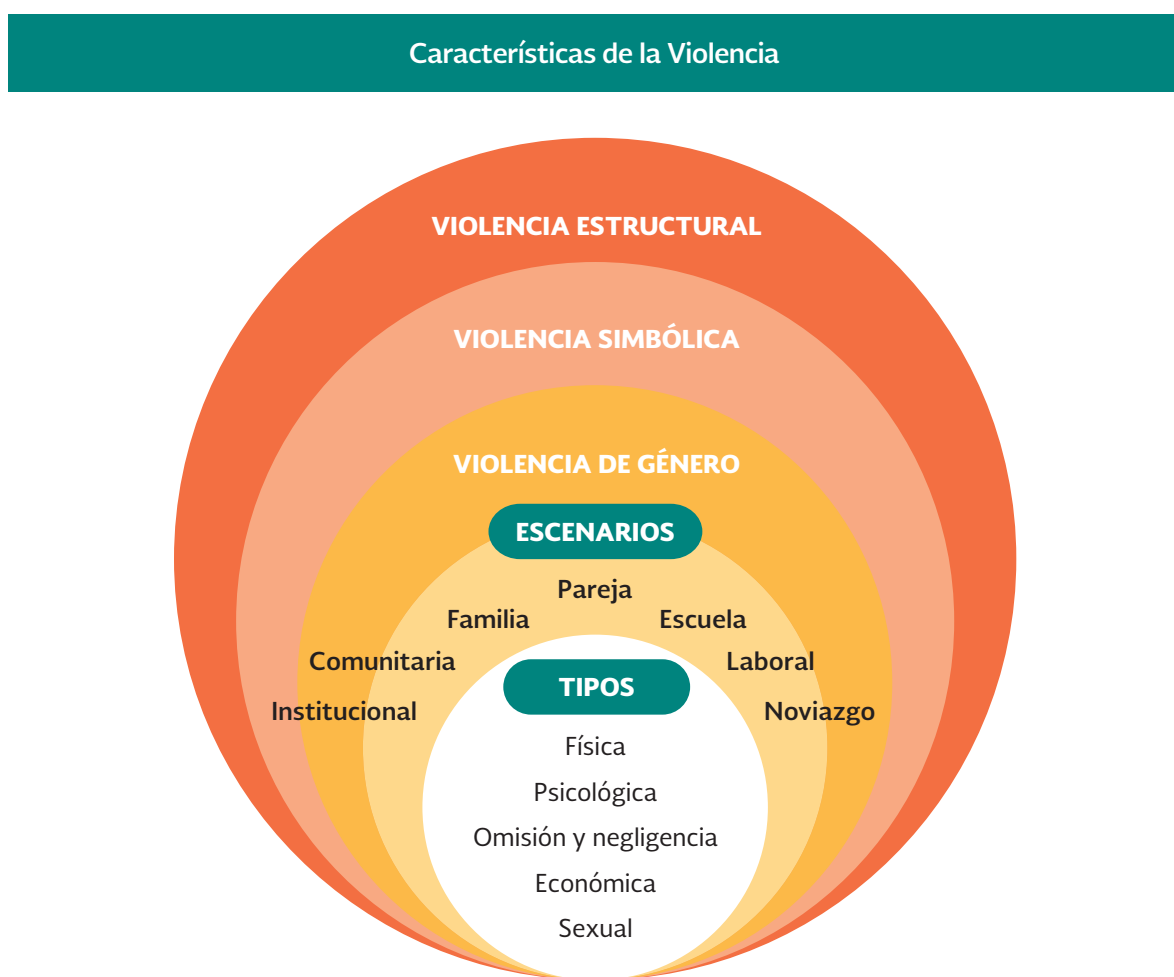 Características de la Violencia
VIOLENCIA ESTRUCTURAL
VIOLENCIA SIMBÓLICA
VIOLENCIA DE GÉNERO
ESCENARIOS
Pareja
Familia
Escuela
Comunitaria
Laboral
Institucional
Noviazgo
TIPOS
Física
Psicológica
Omisión y negligencia
Económica
Sexual